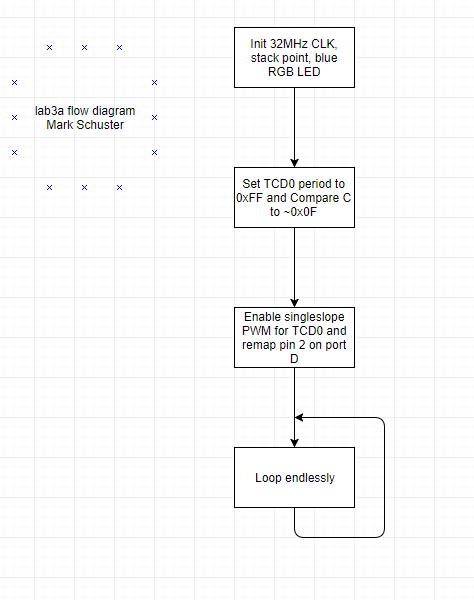 Init 32MHz CLK,
stack point, blue
RGB LED
lab3a flow diagram
Mark Schuster
Set TCD0 period to
0xFF and Compare C
to ~0x0F
Enable singleslope
PWM for TCD0 and
remap pin 2 on port
D
Loop endlessly